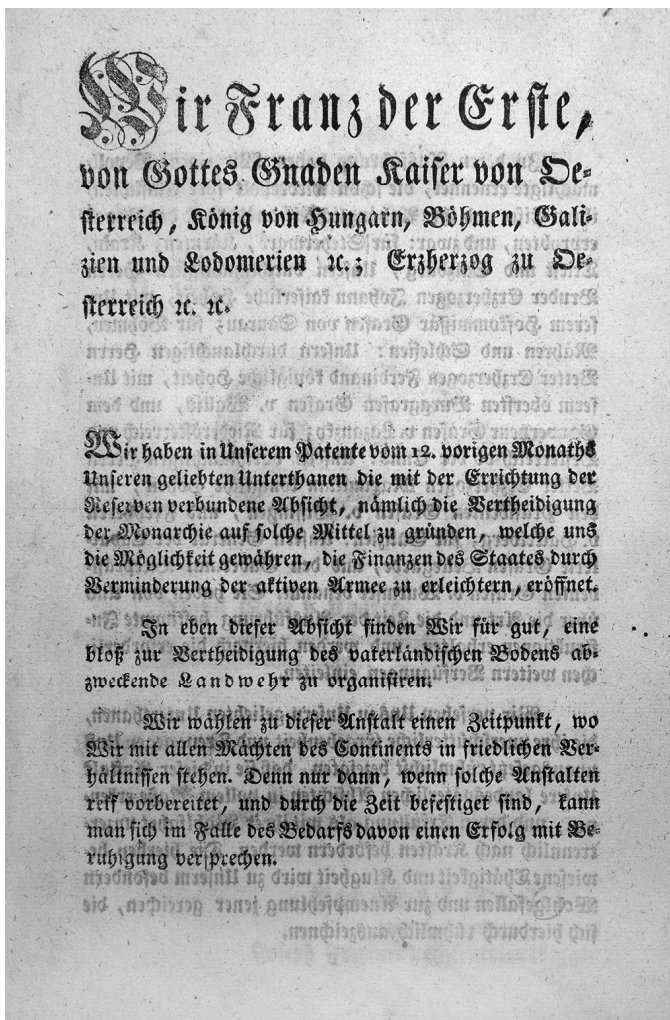 Wir Franz der Erste,
von Gottes Gnaden Kaiser von Oe-
sterreich, König von Hungarn, Böhmen, Gali-
zien und Lodomerien ꝛc.; Erzherzog zu Oe-
sterreich ꝛc. ꝛc.
Wir haben in Unserem Patente vom 12. vorigen Monaths
Unseren geliebten Unterthanen die mit der Errichtung der
Reserven verbundene Absicht, nämlich die Vertheidigung
der Monarchie auf solche Mittel zu gründen, welche uns
die Möglichkeit gewähren, die Finanzen des Staates durch
Verminderung der aktiven Armee zu erleichtern, eröffnet.
In eben dieser Absicht finden Wir für gut, eine
bloß zur Vertheidigung des vaterländischen Bodens ab-
zweckende Landwehr zu organisiren.
Wir wählen zu dieser Anstalt einen Zeitpunkt, wo
Wir mit allen Mächten des Continents in friedlichen Ver-
hältnissen stehen. Denn nur dann, wenn solche Anstalten
reif vorbereitet, und durch die Zeit befestiget sind, kann
man sich im Falle des Bedarfs davon einen Erfolg mit Be-
ruhigung versprechen.